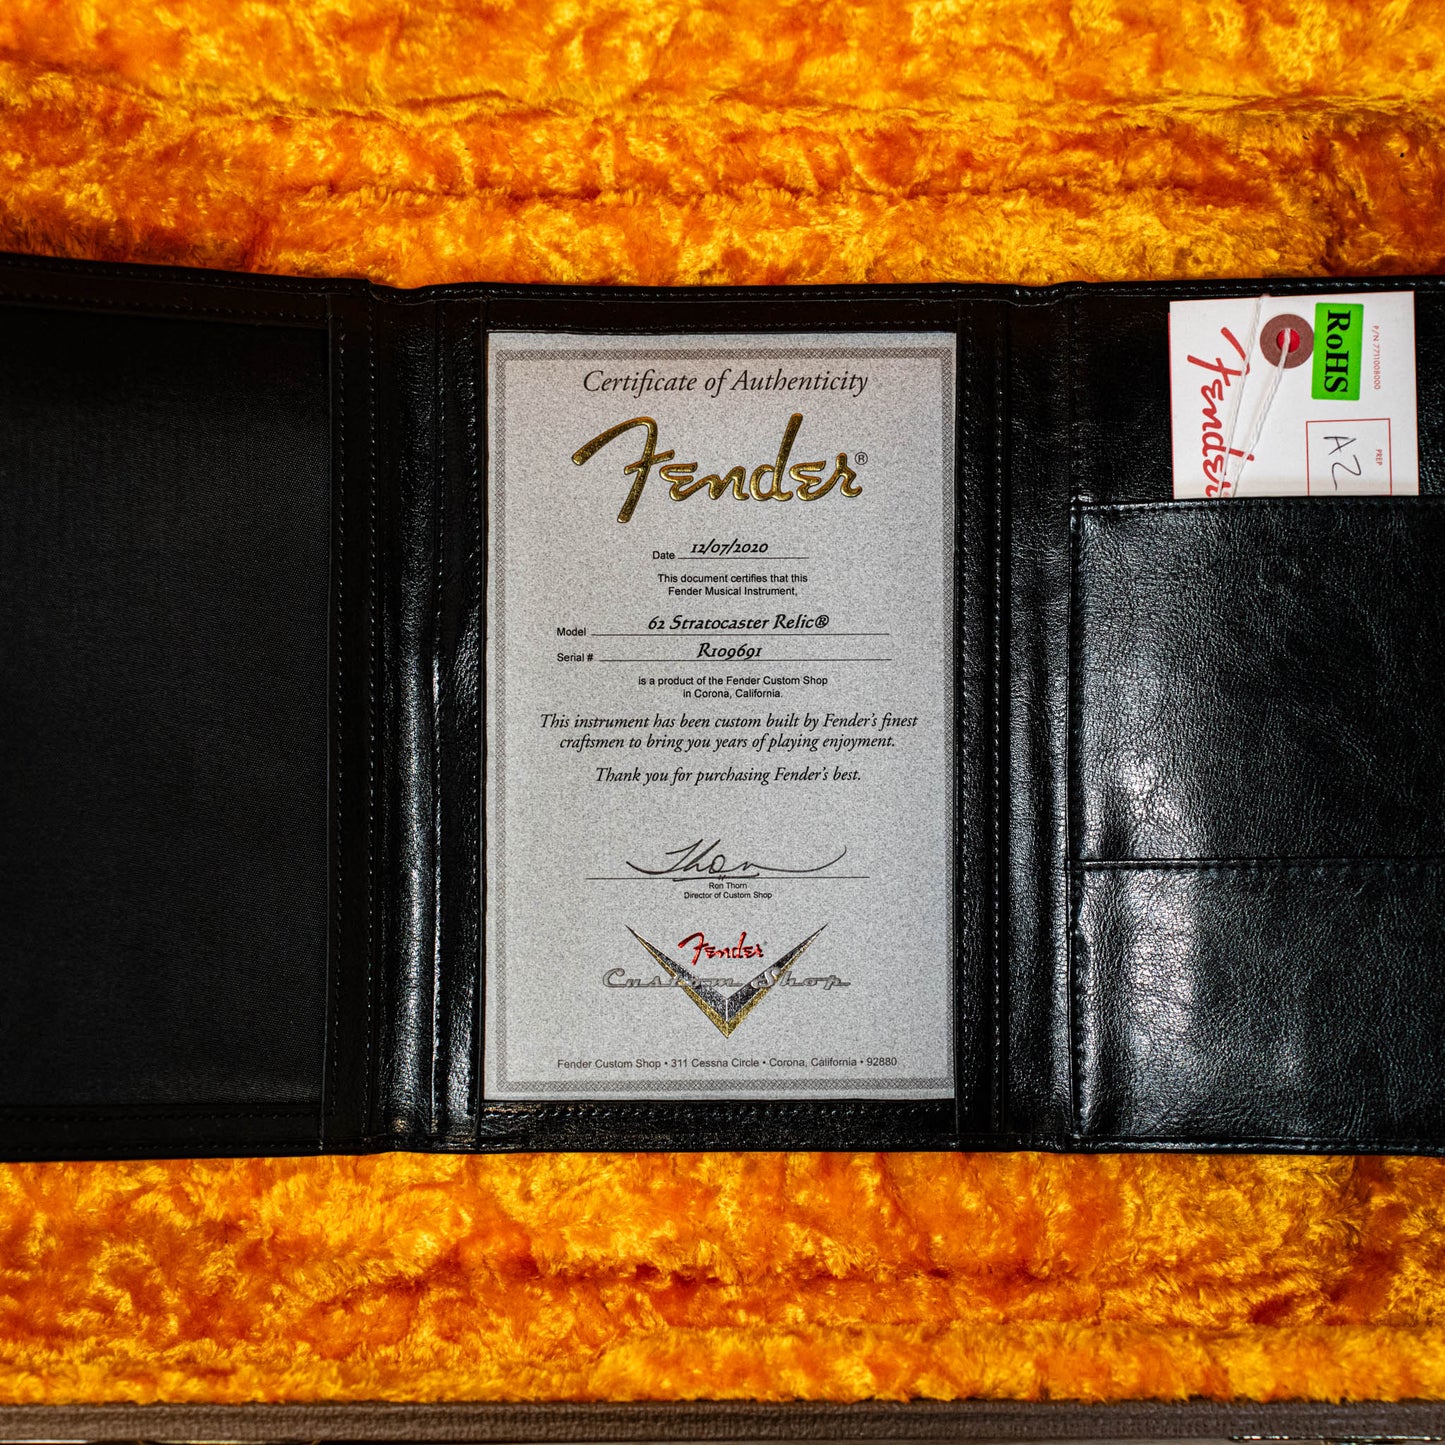 Certificate of Authenticity
Fender®
Date 12/07/2020
This document certifies that this
Fender Musical Instrument,
Model 62 Stratocaster Relic®
Serial # R109691
is a product of the Fender Custom Shop
in Corona, California.
This instrument has been custom built by Fender's finest
craftsmen to bring you years of playing enjoyment.
Thank you for purchasing Fender's best.
Thorn
Ron Thorn
Director of Custom Shop
Fender
Custom Shop
Fender Custom Shop • 311 Cessna Circle • Corona, California • 92880
P/N 7711008000
RoHS
Fender
PREP
A2